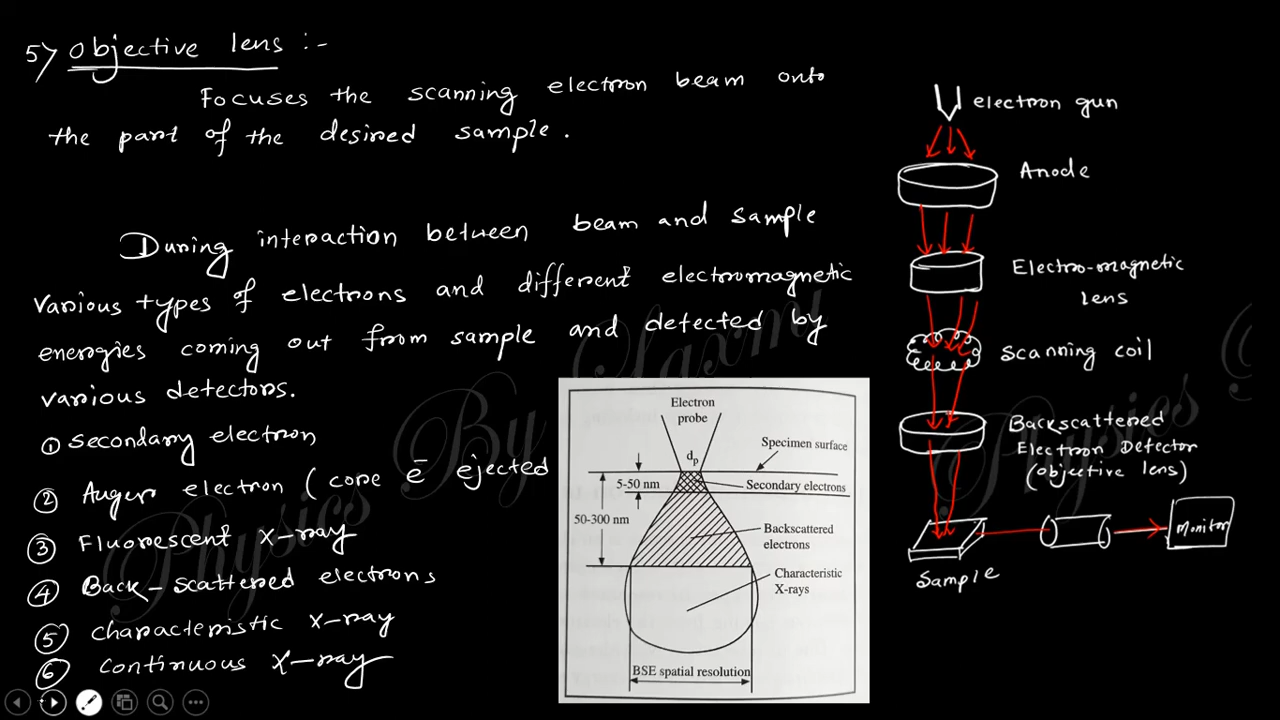 5) Objective lens :-
Focuses the scanning electron beam onto
the part of the desired sample.
During interaction between beam and sample
various types of electrons and different electromagnetic
energies coming out from sample and detected by
various detectors.
① Secondary electron
② Auger electron ( core e⁻ ejected
③ Fluorescent X-ray
④ Back-scattered electrons
⑤ characteristic X-ray
⑥ continuous X-ray
Electron
probe
dp
Specimen surface
5-50 nm
Secondary electrons
50-300 nm
Backscattered
electrons
Characteristic
X-rays
BSE spatial resolution
electron gun
Anode
Electro-magnetic
lens
scanning coil
Backscattered
Electron Detector
(objective lens)
Monitor
Sample
Physics By Laxmi
Physics